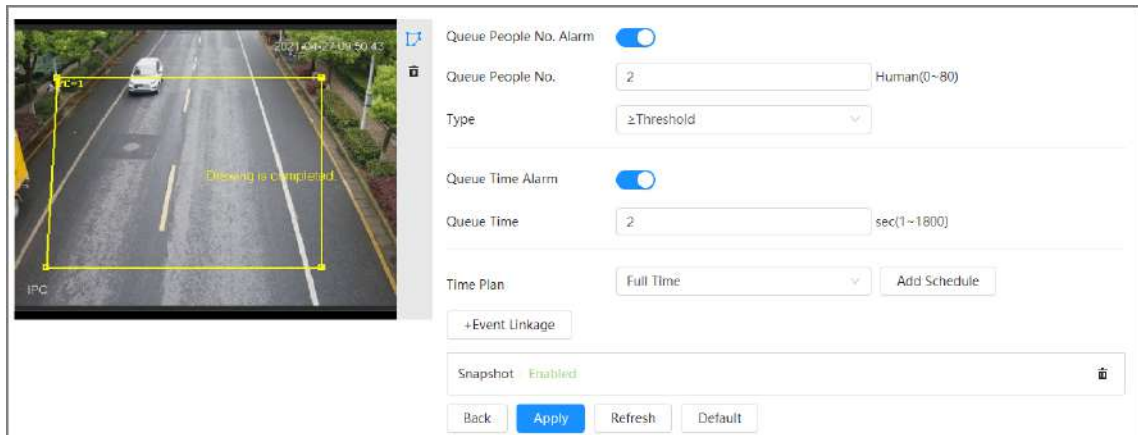 2021-04-27 09:50:43
Drawing is completed.
IPC
Queue People No. Alarm
Queue People No. 2 Human(0~80)
Type ≥Threshold
Queue Time Alarm
Queue Time 2 sec(1~1800)
Time Plan Full Time Add Schedule
+Event Linkage
Snapshot Enabled
Back Apply Refresh Default